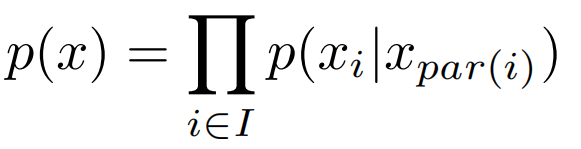 p(x) = ∏_{i∈I} p(x_i|x_{par(i)})